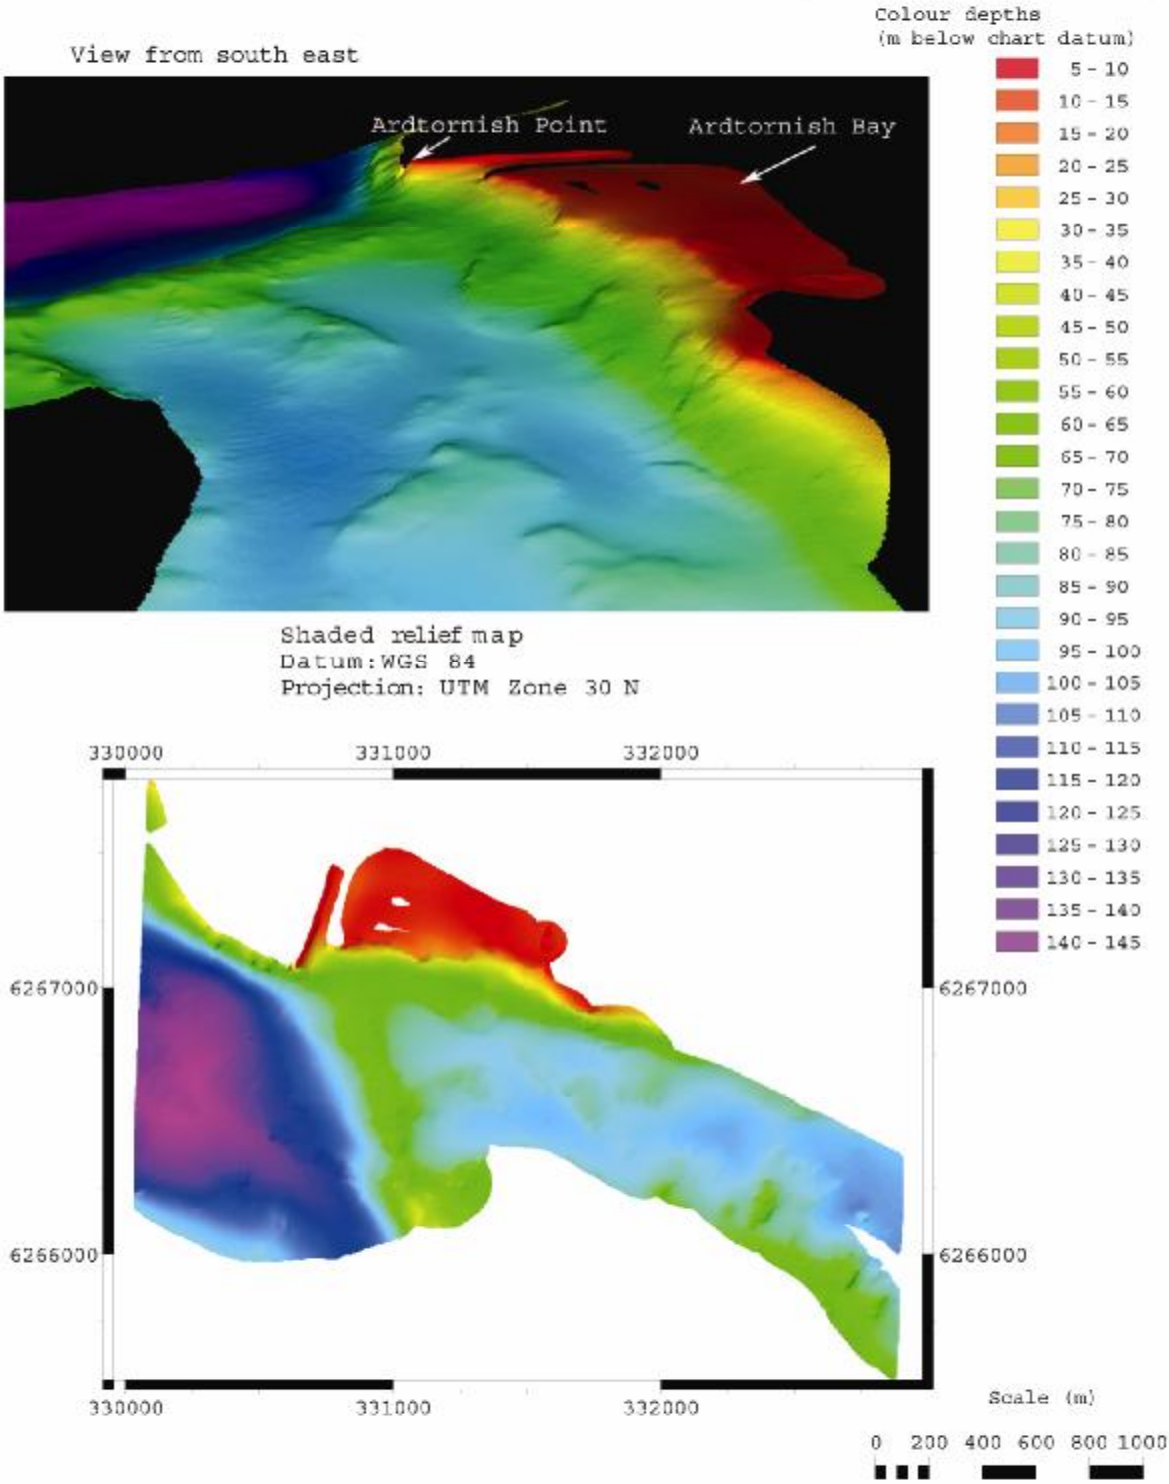 Colour depths
(m below chart datum)
View from south east
Ardtornish Point
Ardtornish Bay
5 - 10
10 - 15
15 - 20
20 - 25
25 - 30
30 - 35
35 - 40
40 - 45
45 - 50
50 - 55
55 - 60
60 - 65
65 - 70
70 - 75
75 - 80
80 - 85
85 - 90
90 - 95
95 - 100
100 - 105
105 - 110
110 - 115
115 - 120
120 - 125
125 - 130
130 - 135
135 - 140
140 - 145
Shaded relief map
Datum:WGS 84
Projection: UTM Zone 30 N
330000 331000 332000
6267000 6267000
6266000 6266000
330000 331000 332000
Scale (m)
0 200 400 600 800 1000